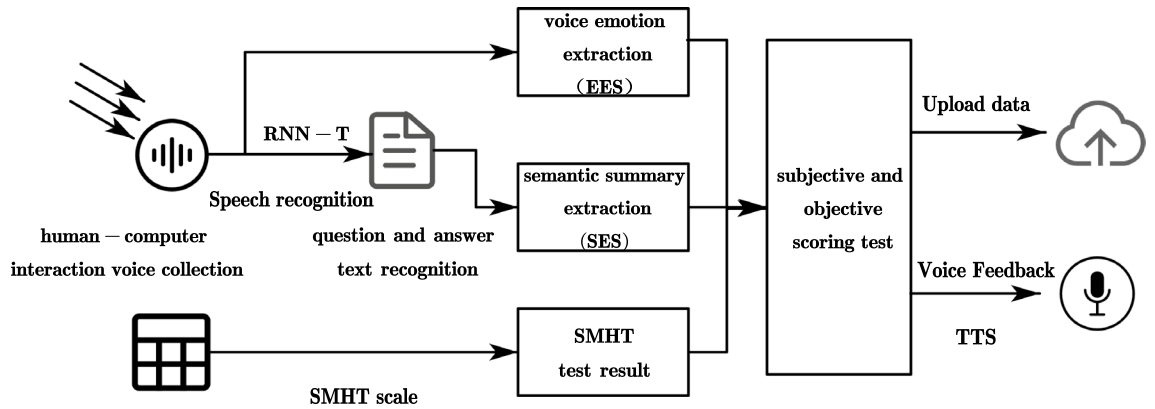 voice emotion
extraction
(EES)
RNN – T
Speech recognition
human – computer
interaction voice collection
question and answer
text recognition
semantic summary
extraction
(SES)
SMHT scale
SMHT
test result
subjective and
objective
scoring test
Upload data
Voice Feedback
TTS